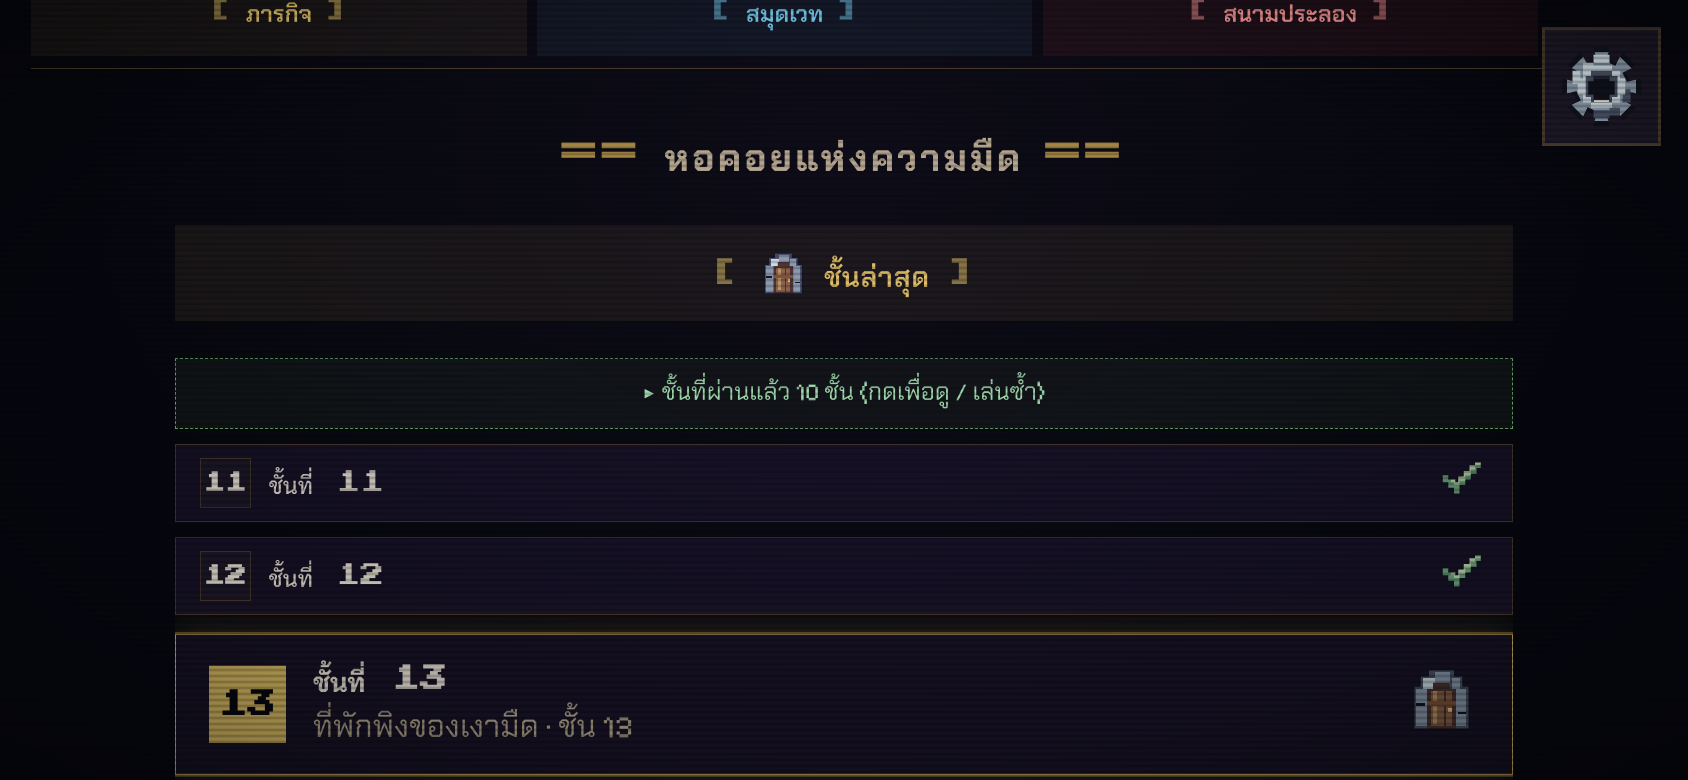 [ ภารกิจ ]
[ สมุดเวท ]
[ สนามประลอง ]
== หอคอยแห่งความมืด ==
[ ชั้นล่าสุด ]
▸ ชั้นที่ผ่านแล้ว 10 ชั้น (กดเพื่อดู / เล่นซ้ำ)
11 ชั้นที่ 11
12 ชั้นที่ 12
13 ชั้นที่ 13
ที่พักพิงของเงามืด · ชั้น 13